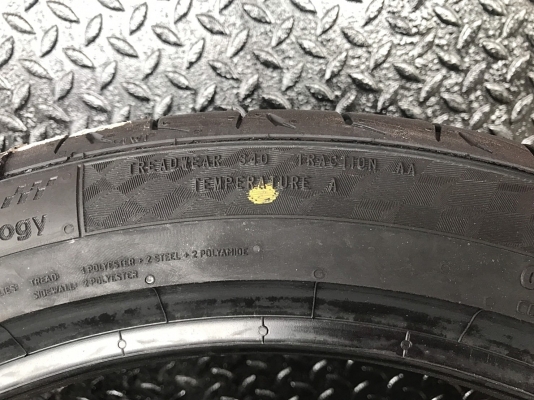 TREADWEAR 340 TRACTION AA
TEMPERATURE A
ogy
TREAD: 1 POLYESTER + 2 STEEL + 2 POLYAMIDE
SIDEWALL: 2 POLYESTER